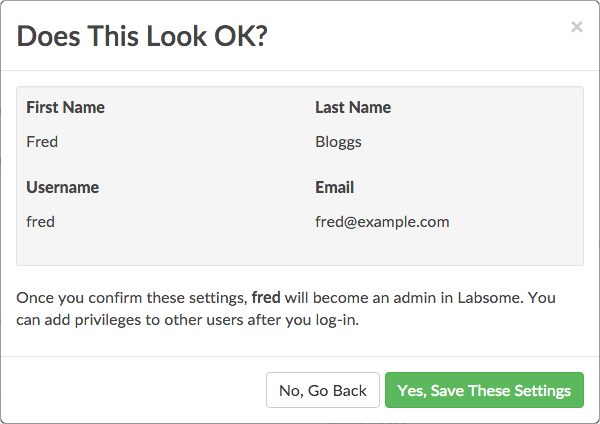 Does This Look OK?
×
First Name Last Name
Fred Bloggs
Username Email
fred fred@example.com
Once you confirm these settings, fred will become an admin in Labsome. You
can add privileges to other users after you log-in.
No, Go Back Yes, Save These Settings